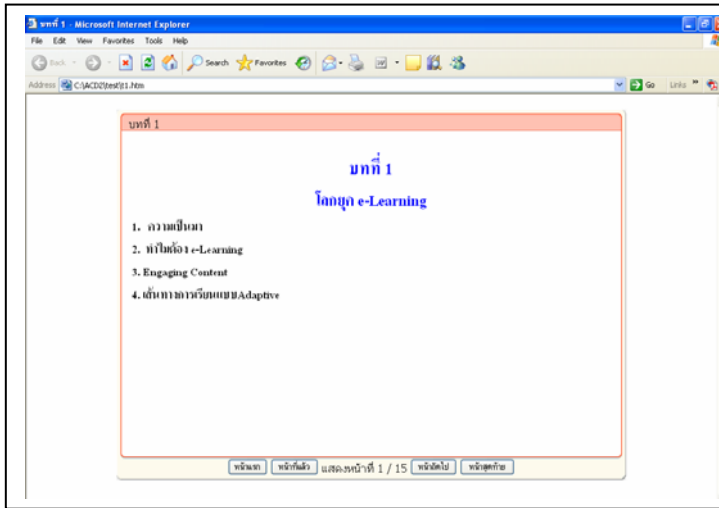 บทที่ 1 - Microsoft Internet Explorer
File Edit View Favorites Tools Help
Back Search Favorites
Address C:\ACD2\test\t1.htm Go Links
บทที่ 1
บทที่ 1
โลกยุค e-Learning
1. ความเป็นมา
2. ทำไมต้อง e-Learning
3. Engaging Content
4. เส้นทางการเรียนแบบAdaptive
หน้าแรก หน้าที่แล้ว แสดงหน้าที่ 1 / 15 หน้าถัดไป หน้าสุดท้าย